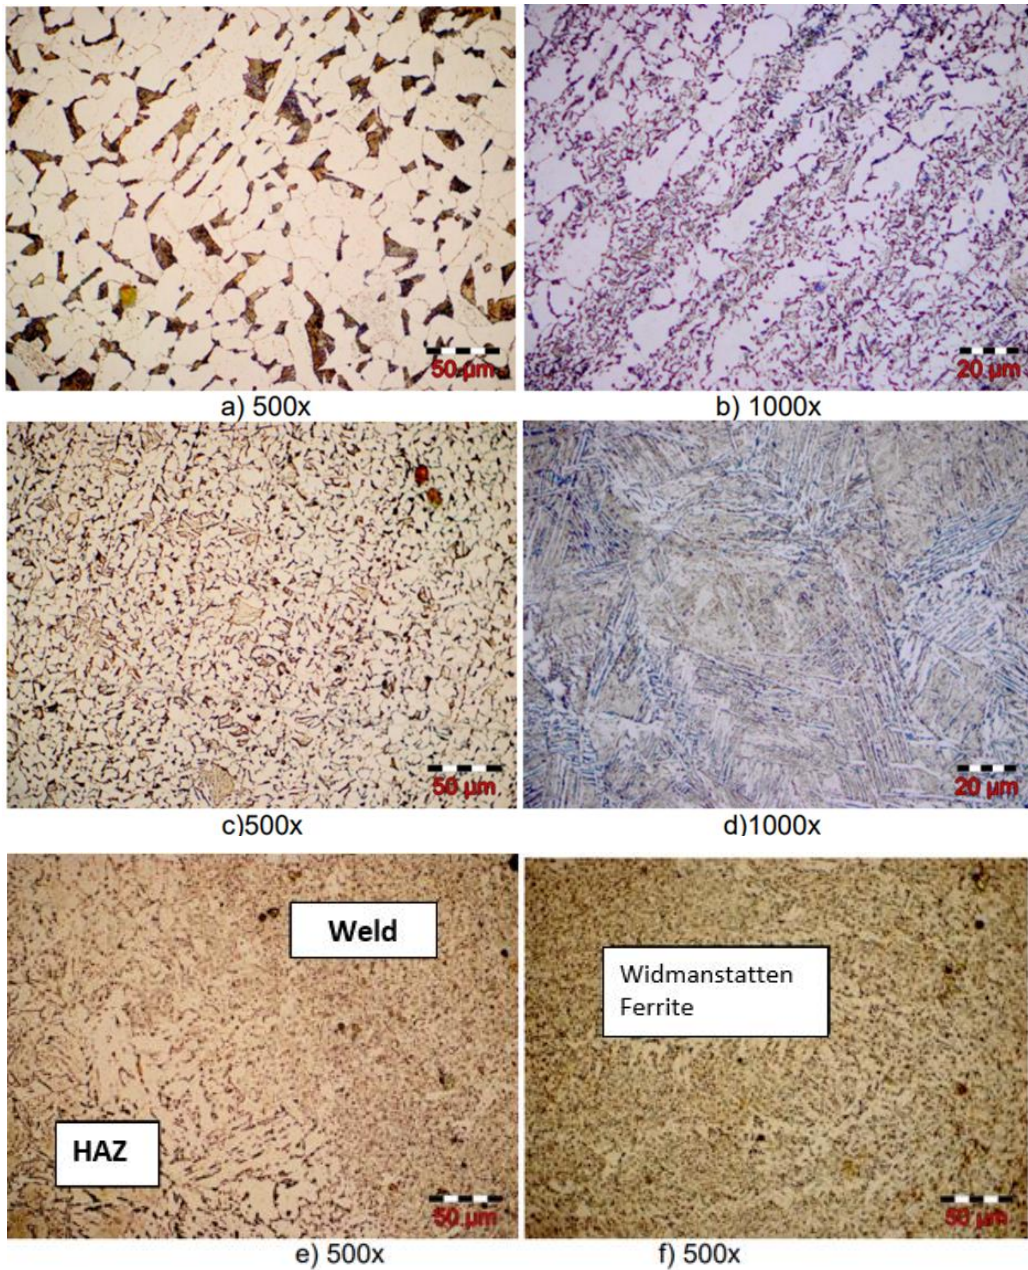 50 µm
20 µm
a) 500x
b) 1000x
50 µm
20 µm
c)500x
d)1000x
Weld
HAZ
50 µm
Widmanstatten
Ferrite
50 µm
e) 500x
f) 500x